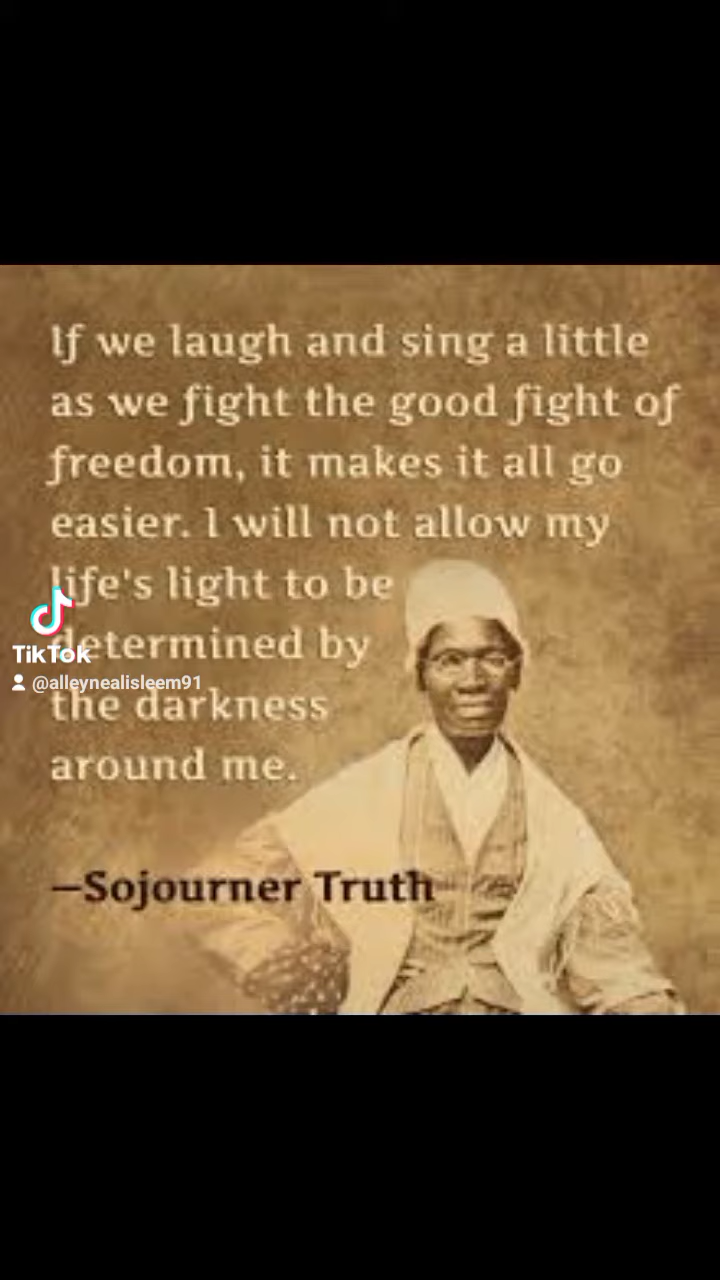 If we laugh and sing a little
as we fight the good fight of
freedom, it makes it all go
easier. I will not allow my
life's light to be
determined by
the darkness
around me.
—Sojourner Truth
TikTok
@alleynealisleem91